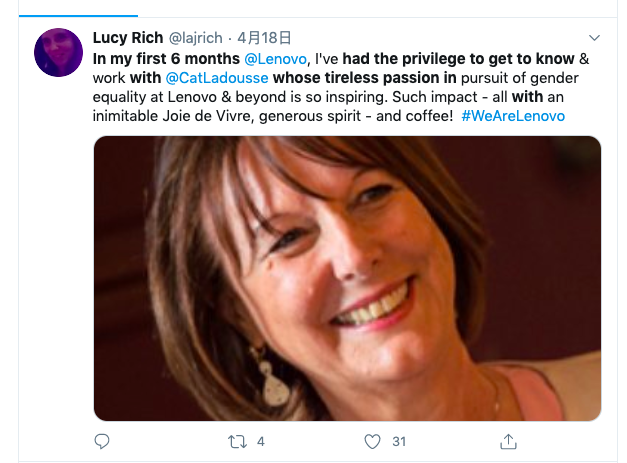 Lucy Rich @lajrich · 4月18日
In my first 6 months @Lenovo, I've had the privilege to get to know &
work with @CatLadousse whose tireless passion in pursuit of gender
equality at Lenovo & beyond is so inspiring. Such impact - all with an
inimitable Joie de Vivre, generous spirit - and coffee! #WeAreLenovo
4 31